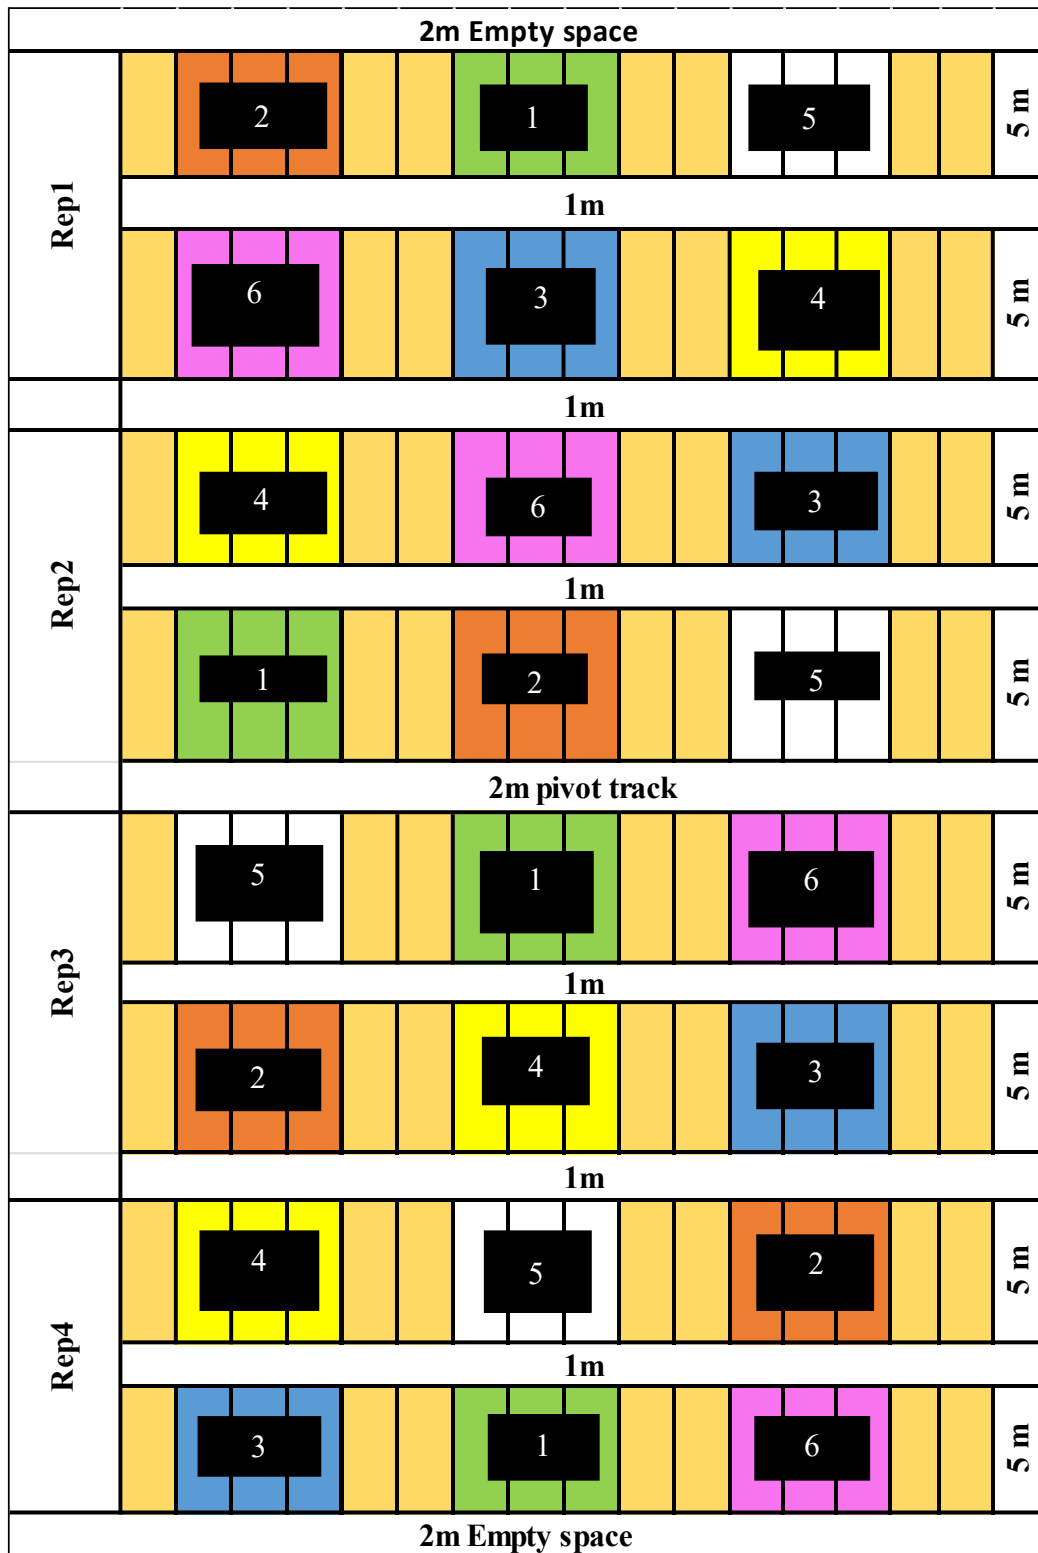 2m Empty space
Rep1
2 1 5 5 m
1m
6 3 4 5 m
1m
Rep2
4 6 3 5 m
1m
1 2 5 5 m
2m pivot track
Rep3
5 1 6 5 m
1m
2 4 3 5 m
1m
Rep4
4 5 2 5 m
1m
3 1 6 5 m
2m Empty space